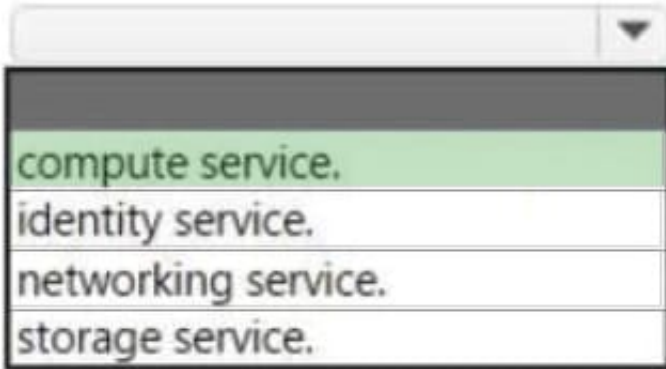 compute service.
identity service.
networking service.
storage service.